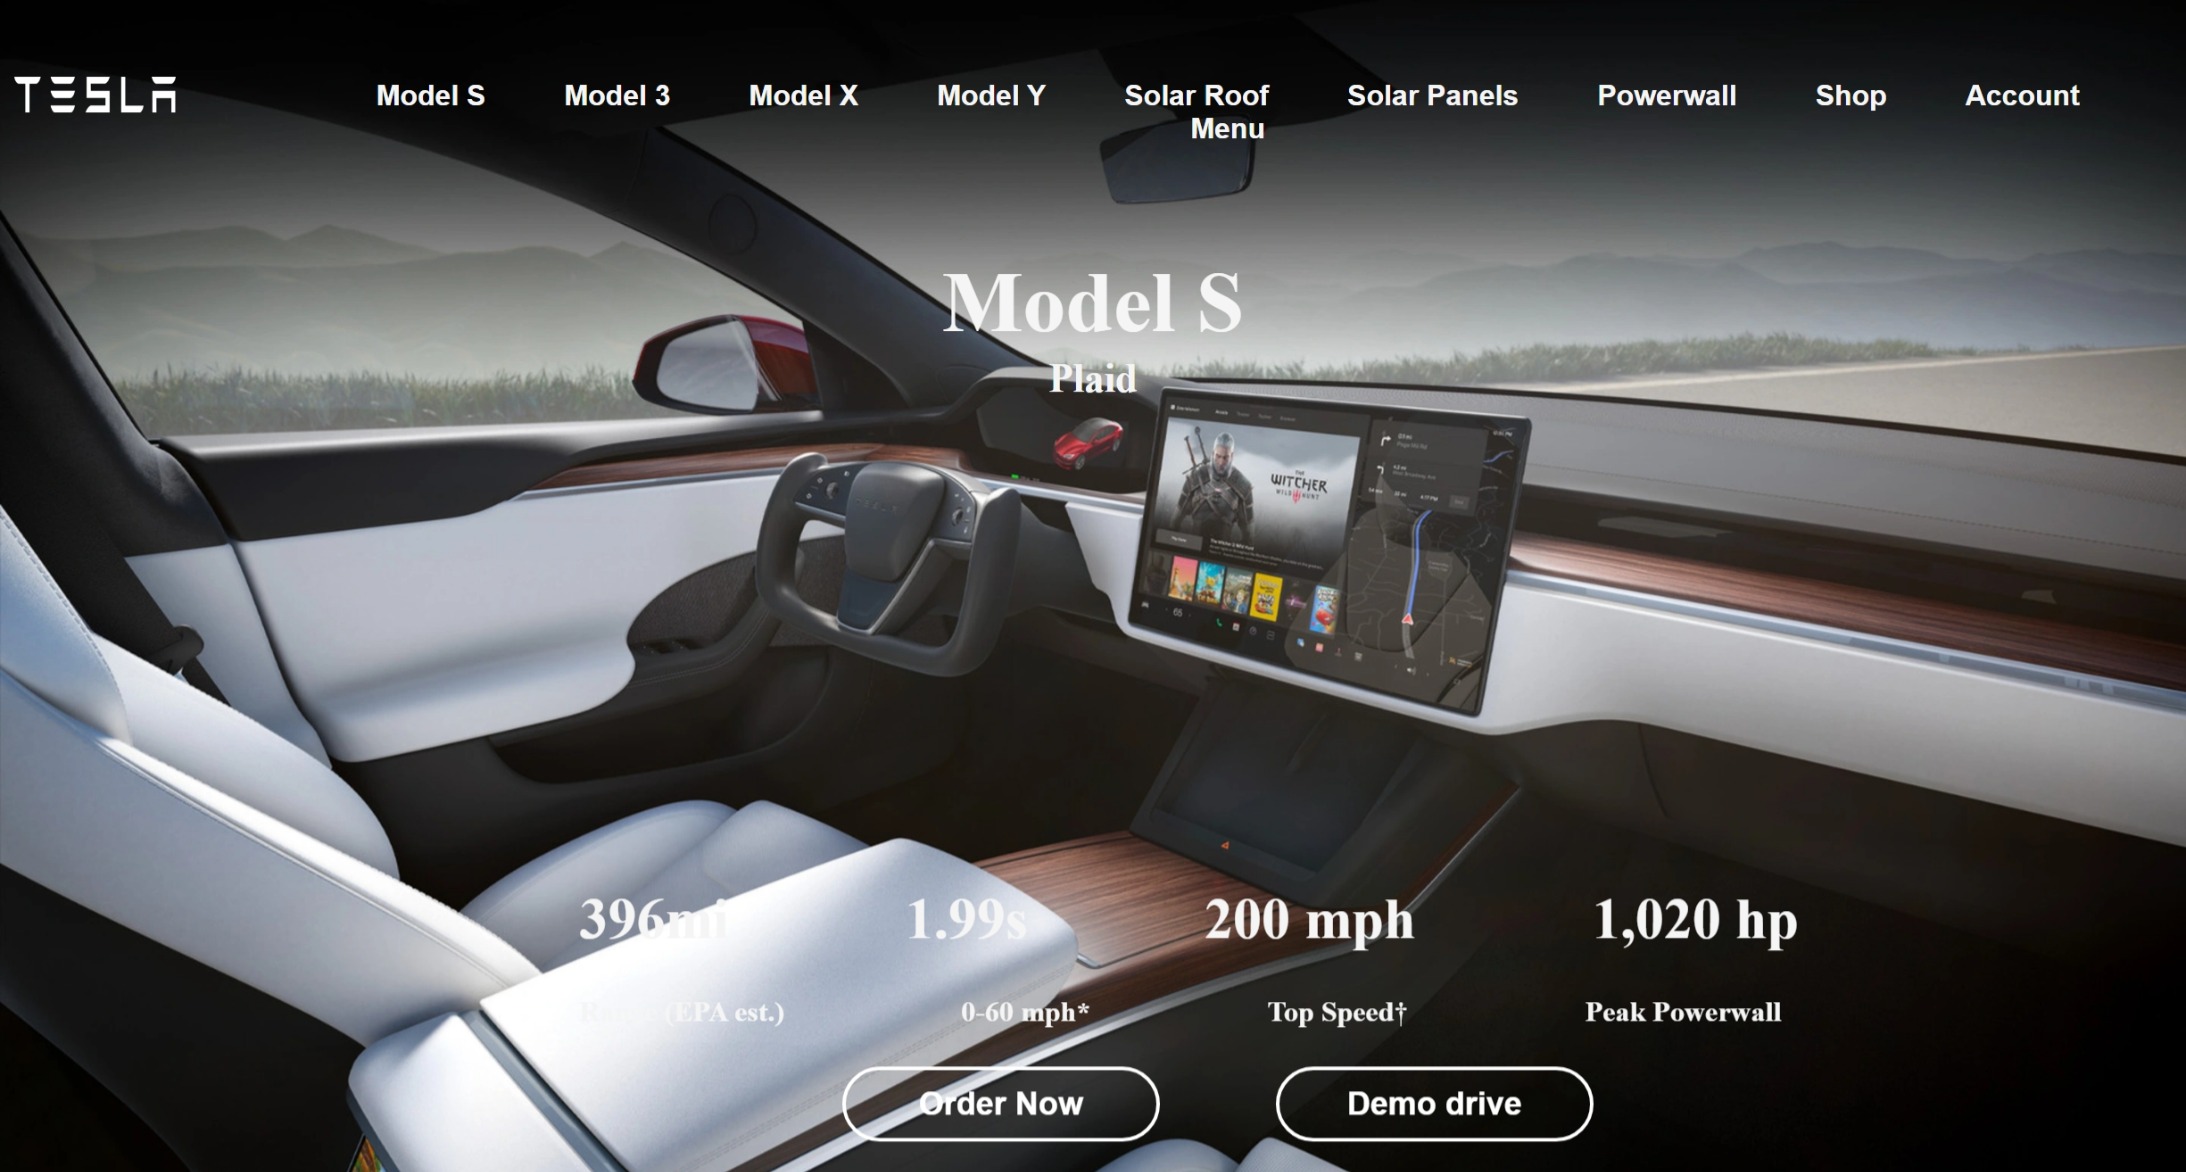 TESLA
Model S Model 3 Model X Model Y Solar Roof Solar Panels Powerwall Shop Account
Menu
Model S
Plaid
THE
WITCHER
WILD HUNT
65
396mi 1.99s 200 mph 1,020 hp
Range (EPA est.) 0-60 mph* Top Speed† Peak Powerwall
Order Now Demo drive